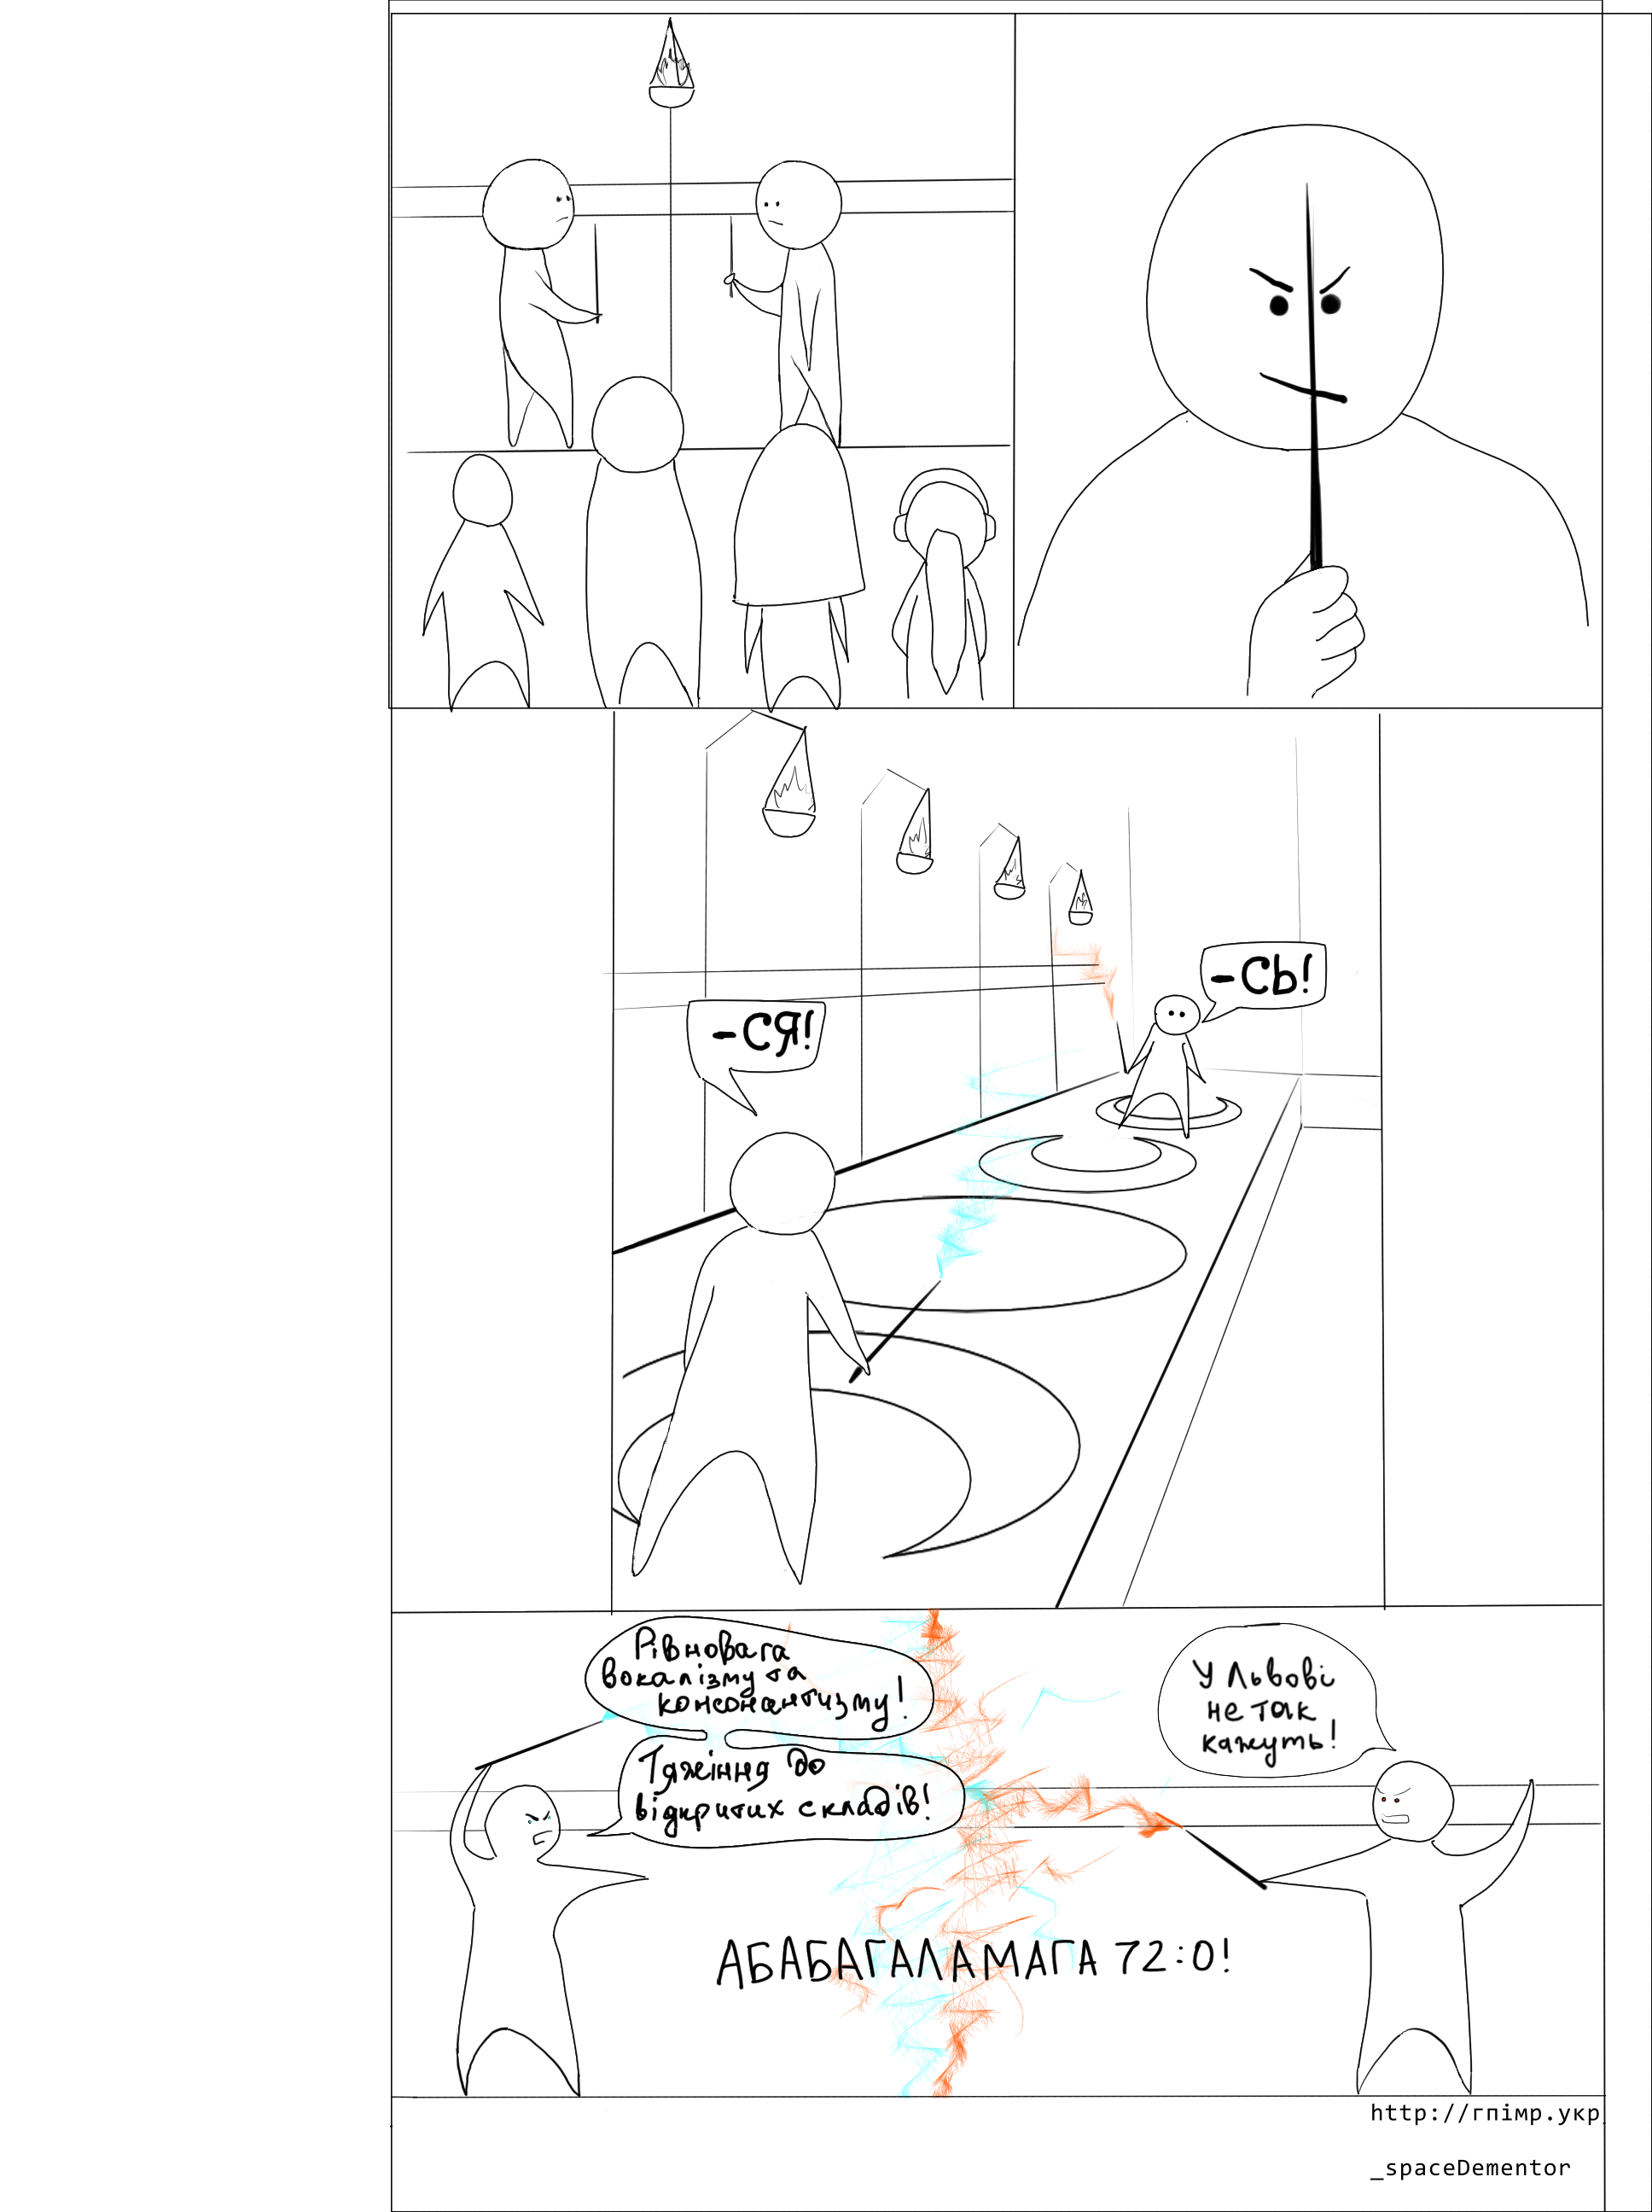 -СЯ!
-СЬ!
Рівновага
вокалізму та
консонантизму!
Тяжіння до
відкритих складів!
У Львові
не так
кажуть!
АБАБАГАЛАМАГА 72:0!
http://гпімр.укр
_spaceDementor